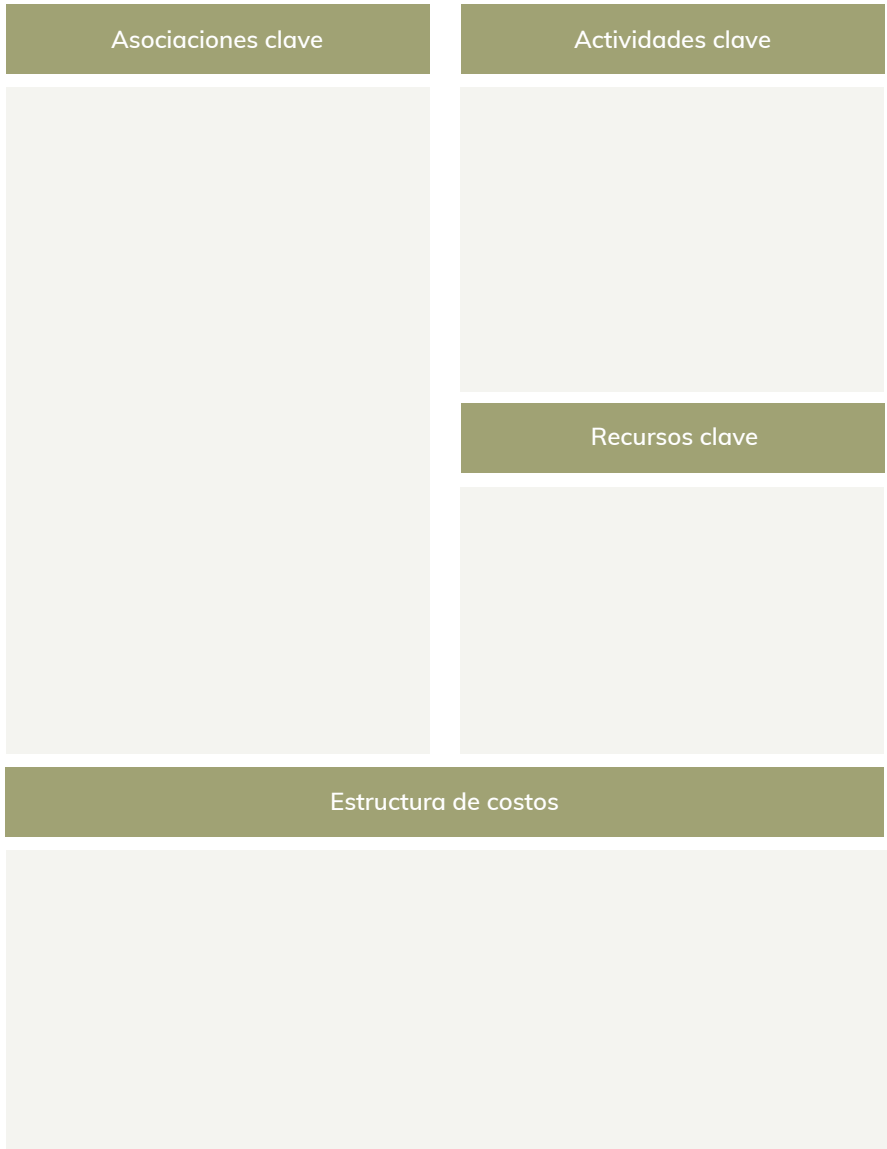 Asociaciones clave
Actividades clave
Recursos clave
Estructura de costos